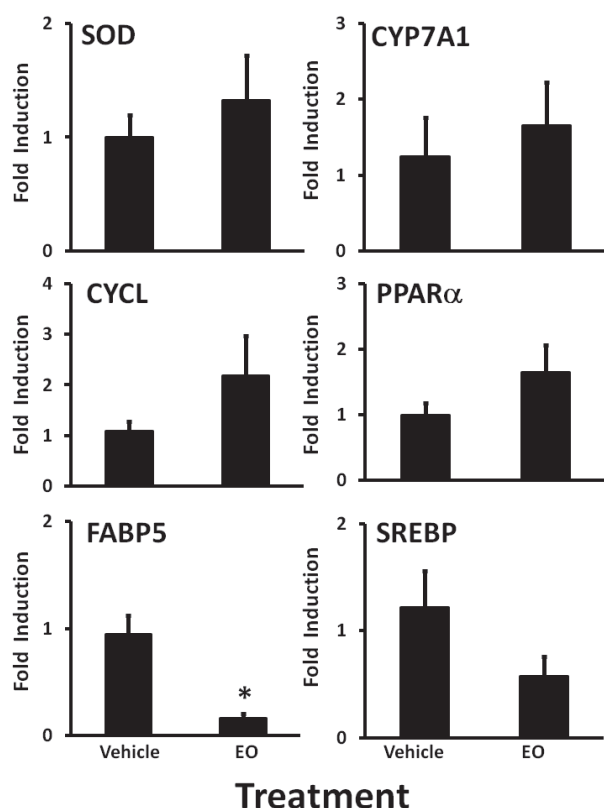 SOD
Fold Induction
2
1
0
CYP7A1
Fold Induction
3
2
1
0
CYCL
Fold Induction
4
3
2
1
0
PPARα
Fold Induction
3
2
1
0
FABP5
Fold Induction
2
1
0
*
Vehicle
EO
SREBP
Fold Induction
2
1
0
Vehicle
EO
Treatment